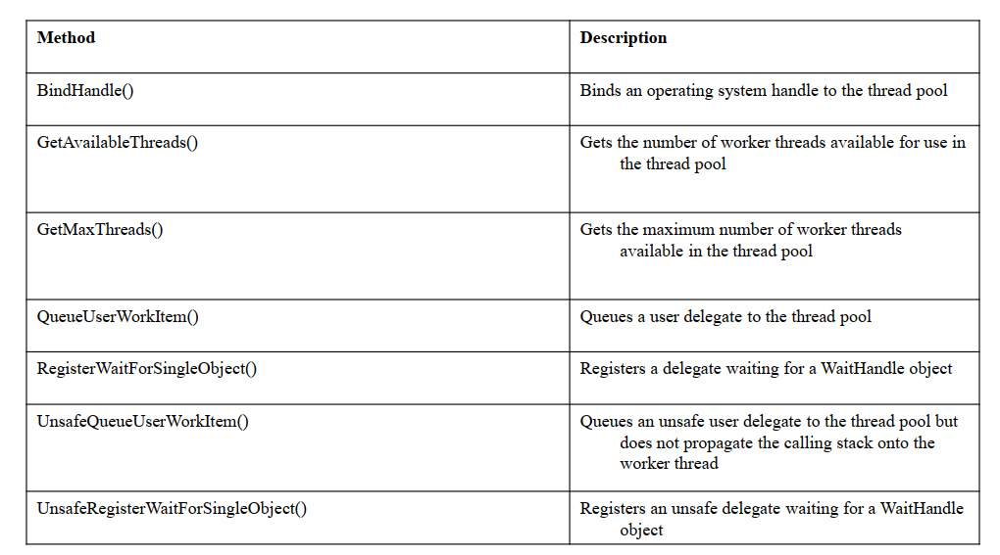 Method Description
BindHandle() Binds an operating system handle to the thread pool
GetAvailableThreads() Gets the number of worker threads available for use in
the thread pool
GetMaxThreads() Gets the maximum number of worker threads
available in the thread pool
QueueUserWorkItem() Queues a user delegate to the thread pool
RegisterWaitForSingleObject() Registers a delegate waiting for a WaitHandle object
UnsafeQueueUserWorkItem() Queues an unsafe user delegate to the thread pool but
does not propagate the calling stack onto the
worker thread
UnsafeRegisterWaitForSingleObject() Registers an unsafe delegate waiting for a WaitHandle
object